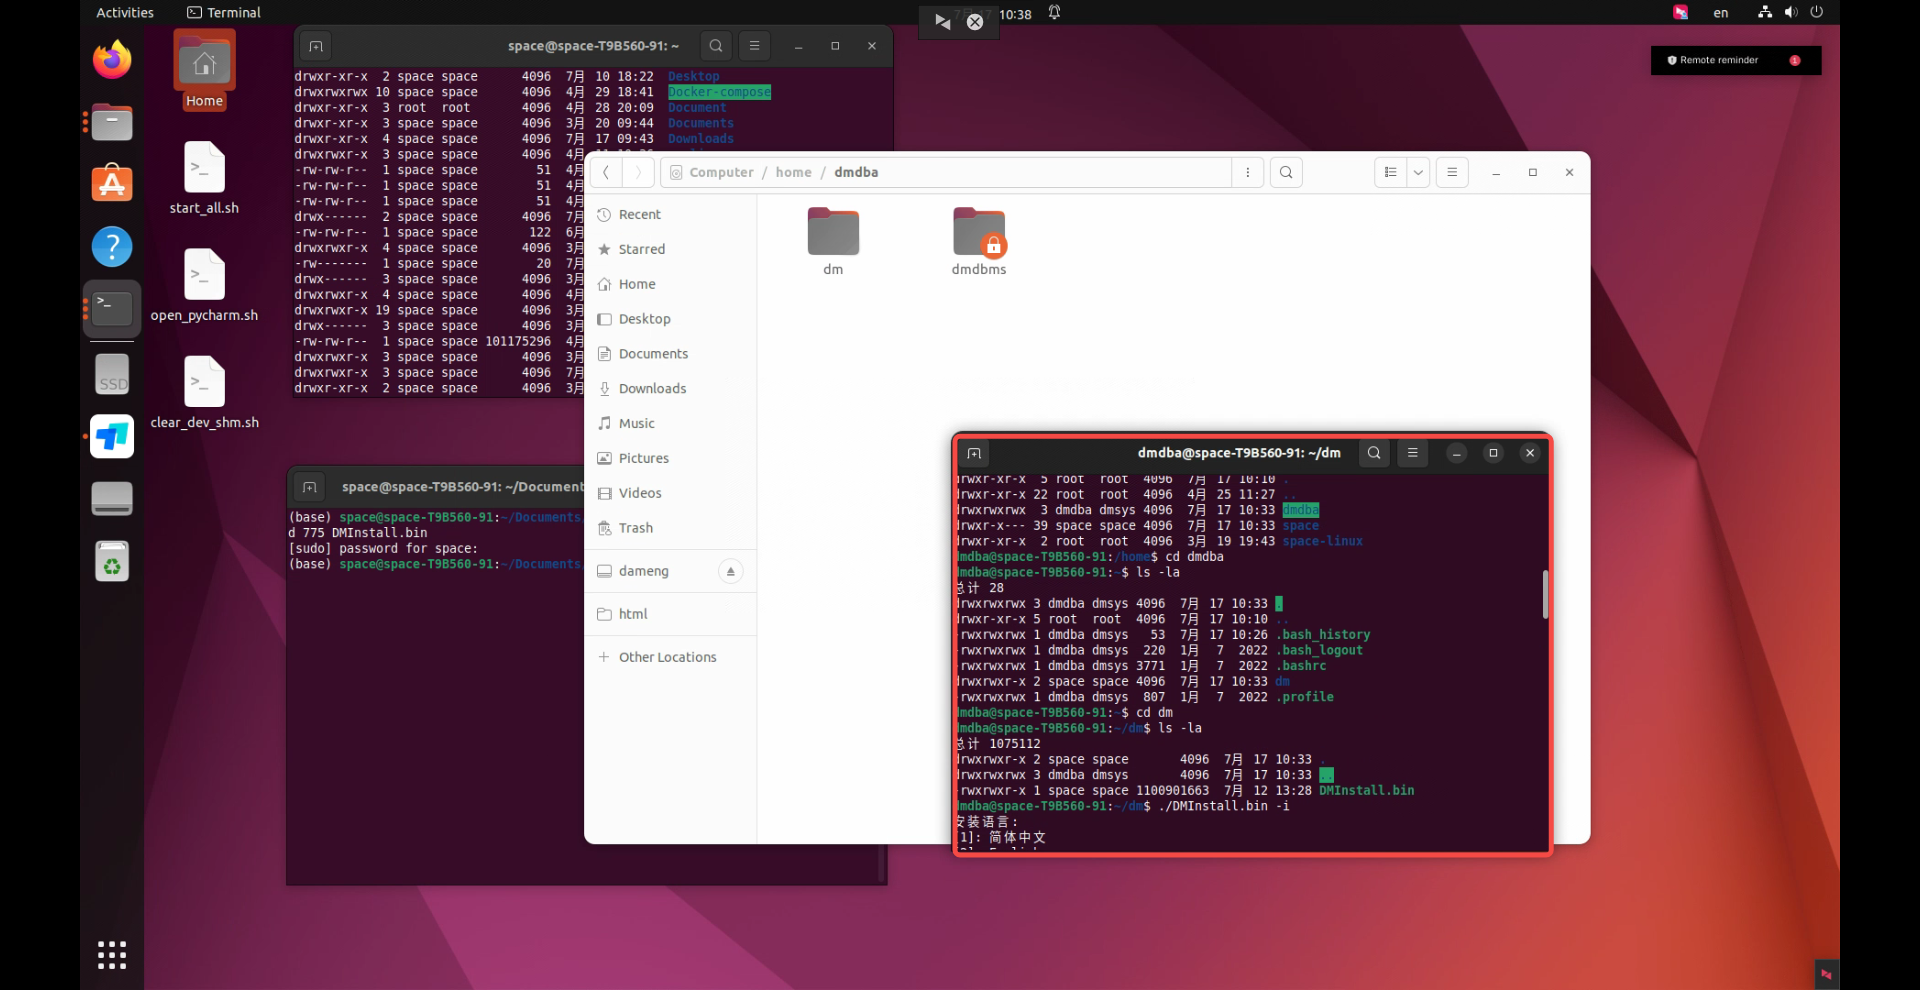 Activities
Terminal
10:38
en
Remote reminder
1
Home
start_all.sh
open_pycharm.sh
clear_dev_shm.sh
SSD
space@space-T9B560-91: ~
drwxr-xr-x 2 space space 4096 7月 10 18:22 Desktop
drwxrwxrwx 10 space space 4096 4月 29 18:41 Docker-compose
drwxr-xr-x 3 root root 4096 4月 28 20:09 Document
drwxr-xr-x 3 space space 4096 3月 20 09:44 Documents
drwxr-xr-x 4 space space 4096 7月 17 09:43 Downloads
drwxrwxr-x 3 space space 4096 4月
-rw-rw-r-- 1 space space 51 4月
-rw-rw-r-- 1 space space 51 4月
-rw-rw-r-- 1 space space 51 4月
drwx------ 2 space space 4096 7月
-rw-rw-r-- 1 space space 122 6月
drwxrwxr-x 4 space space 4096 3月
-rw------- 1 space space 20 7月
drwx------ 3 space space 4096 3月
drwxrwxr-x 4 space space 4096 4月
drwxrwxr-x 19 space space 4096 3月
drwx------ 3 space space 4096 3月
-rw-rw-r-- 1 space space 101175296 4月
drwxrwxr-x 3 space space 4096 3月
drwxrwxr-x 3 space space 4096 7月
drwxr-xr-x 2 space space 4096 3月
space@space-T9B560-91: ~/Document
(base) space@space-T9B560-91:~/Documents
d 775 DMInstall.bin
[sudo] password for space:
(base) space@space-T9B560-91:~/Documents
Computer / home / dmdba
Recent
Starred
Home
Desktop
Documents
Downloads
Music
Pictures
Videos
Trash
dameng
html
+ Other Locations
dm
dmdbms
dmdba@space-T9B560-91: ~/dm
drwxr-xr-x 5 root root 4096 7月 17 10:10 .
drwxr-xr-x 22 root root 4096 4月 25 11:27 ..
drwxrwxrwx 3 dmdba dmsys 4096 7月 17 10:33 dmdba
drwxr-x--- 39 space space 4096 7月 17 10:33 space
drwxr-xr-x 2 root root 4096 3月 19 19:43 space-linux
dmdba@space-T9B560-91:/home$ cd dmdba
dmdba@space-T9B560-91:~$ ls -la
总计 28
drwxrwxrwx 3 dmdba dmsys 4096 7月 17 10:33 .
drwxr-xr-x 5 root root 4096 7月 17 10:10 ..
-rwxrwxrwx 1 dmdba dmsys 53 7月 17 10:26 .bash_history
-rwxrwxrwx 1 dmdba dmsys 220 1月 7 2022 .bash_logout
-rwxrwxrwx 1 dmdba dmsys 3771 1月 7 2022 .bashrc
drwxrwxr-x 2 space space 4096 7月 17 10:33 dm
-rwxrwxrwx 1 dmdba dmsys 807 1月 7 2022 .profile
dmdba@space-T9B560-91:~$ cd dm
dmdba@space-T9B560-91:~/dm$ ls -la
总计 1075112
drwxrwxr-x 2 space space 4096 7月 17 10:33 .
drwxrwxrwx 3 dmdba dmsys 4096 7月 17 10:33 ..
-rwxrwxr-x 1 space space 1100901663 7月 12 13:28 DMInstall.bin
dmdba@space-T9B560-91:~/dm$ ./DMInstall.bin -i
安装语言:
[1]: 简体中文